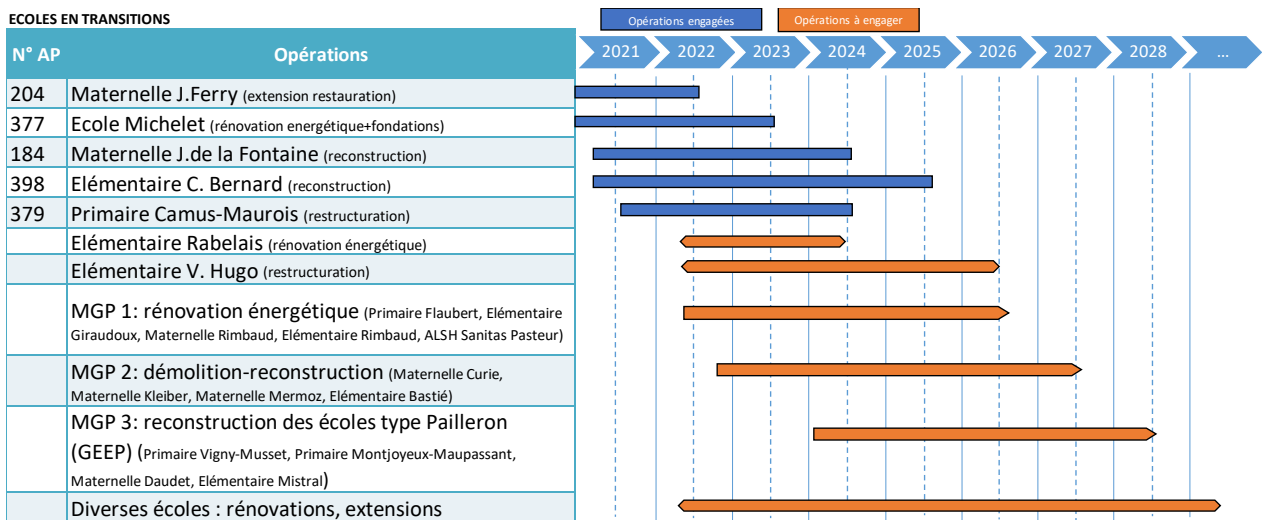 ECOLES EN TRANSITIONS
Opérations engagées
Opérations à engager
N° AP
Opérations
2021
2022
2023
2024
2025
2026
2027
2028
...
204 Maternelle J.Ferry (extension restauration)
377 Ecole Michelet (rénovation energétique+fondations)
184 Maternelle J.de la Fontaine (reconstruction)
398 Elémentaire C. Bernard (reconstruction)
379 Primaire Camus-Maurois (restructuration)
Elémentaire Rabelais (rénovation énergétique)
Elémentaire V. Hugo (restructuration)
MGP 1: rénovation énergétique (Primaire Flaubert, Elémentaire
Giraudoux, Maternelle Rimbaud, Elémentaire Rimbaud, ALSH Sanitas Pasteur)
MGP 2: démolition-reconstruction (Maternelle Curie,
Maternelle Kleiber, Maternelle Mermoz, Elémentaire Bastié)
MGP 3: reconstruction des écoles type Pailleron
(GEEP) (Primaire Vigny-Musset, Primaire Montjoyeux-Maupassant,
Maternelle Daudet, Elémentaire Mistral)
Diverses écoles : rénovations, extensions